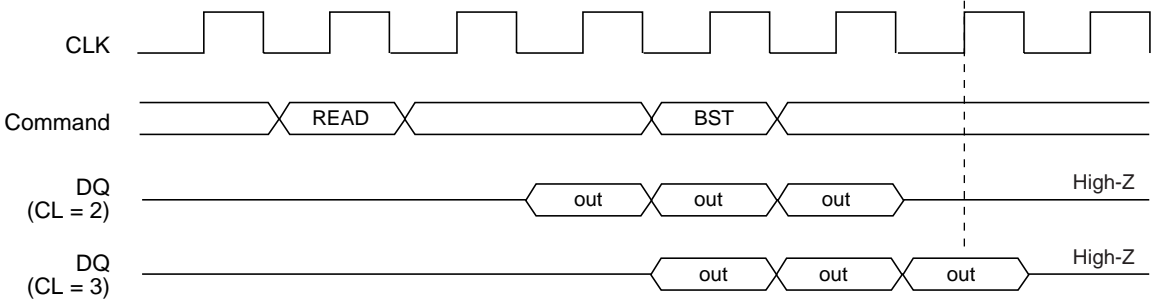 CLK
Command
READ
BST
DQ
(CL = 2)
out out out
High-Z
DQ
(CL = 3)
out out out
High-Z